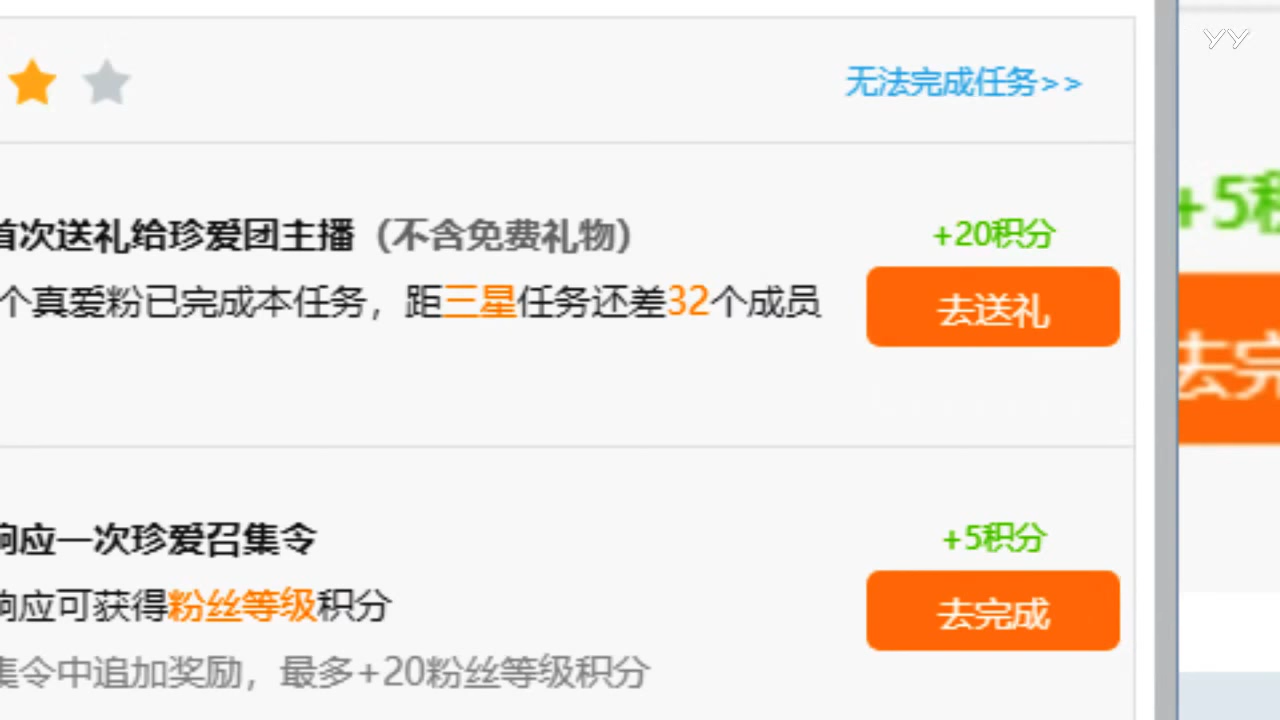 YY
无法完成任务>>
首次送礼给珍爱团主播（不含免费礼物）
+20积分
个真爱粉已完成本任务，距三星任务还差32个成员
去送礼
响应一次珍爱召集令
+5积分
响应可获得粉丝等级积分
去完成
集令中追加奖励，最多+20粉丝等级积分
+5积
去完